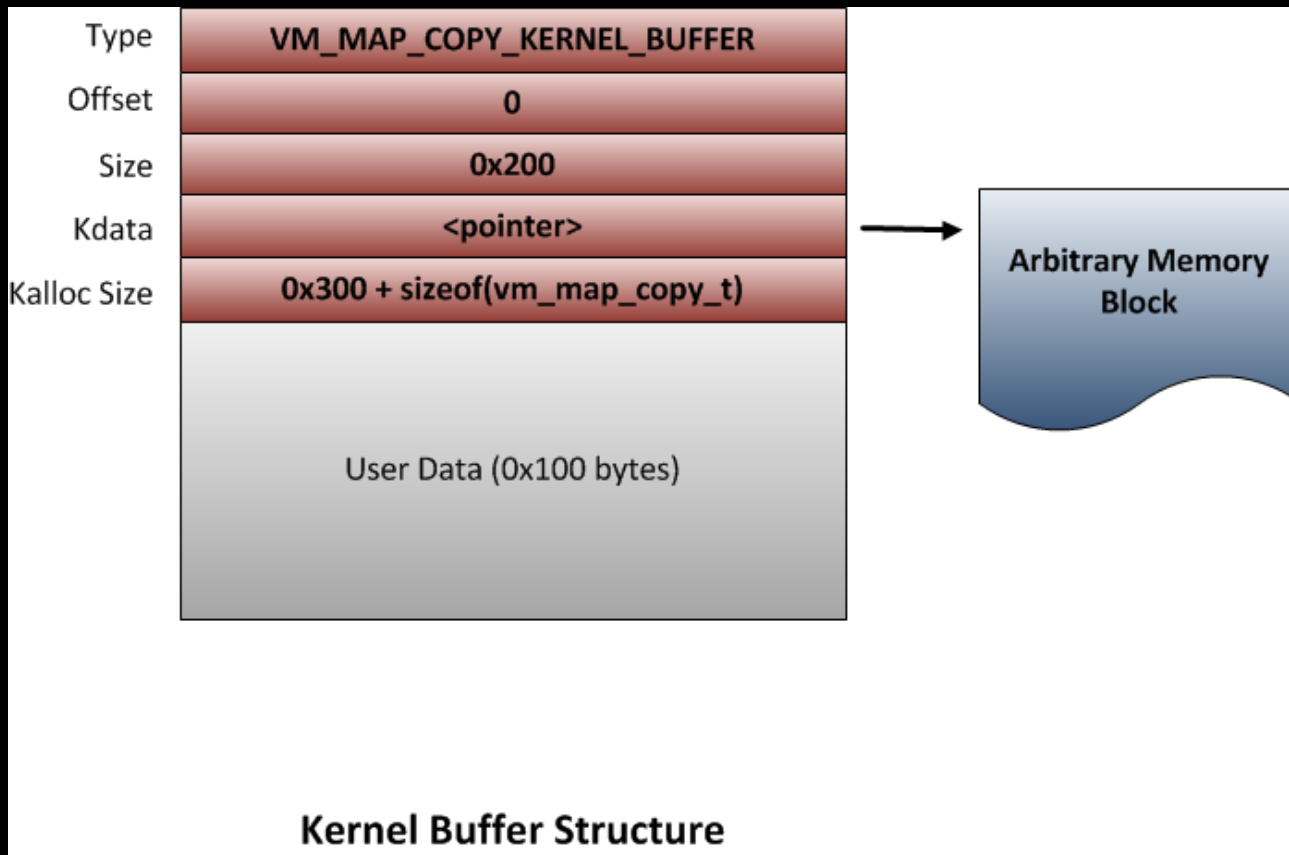 Type VM_MAP_COPY_KERNEL_BUFFER
Offset 0
Size 0x200
Kdata <pointer>
Kalloc Size 0x300 + sizeof(vm_map_copy_t)
Arbitrary Memory
Block
User Data (0x100 bytes)
Kernel Buffer Structure